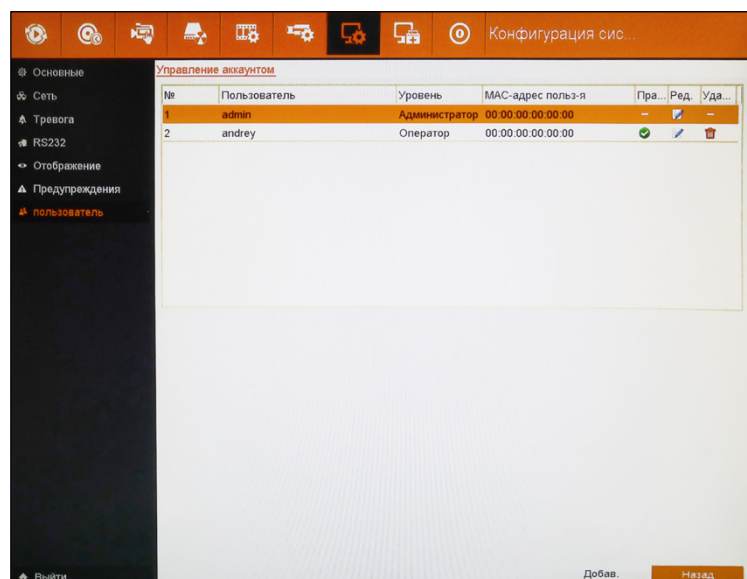 Конфигурация сис...
Основные
Сеть
Тревога
RS232
Отображение
Предупреждения
пользователь
Выйти
Управление аккаунтом
№ Пользователь Уровень MAC-адрес польз-я Пра... Ред. Уда...
1 admin Администратор 00:00:00:00:00:00 – –
2 andrey Оператор 00:00:00:00:00:00
Добав. Назад